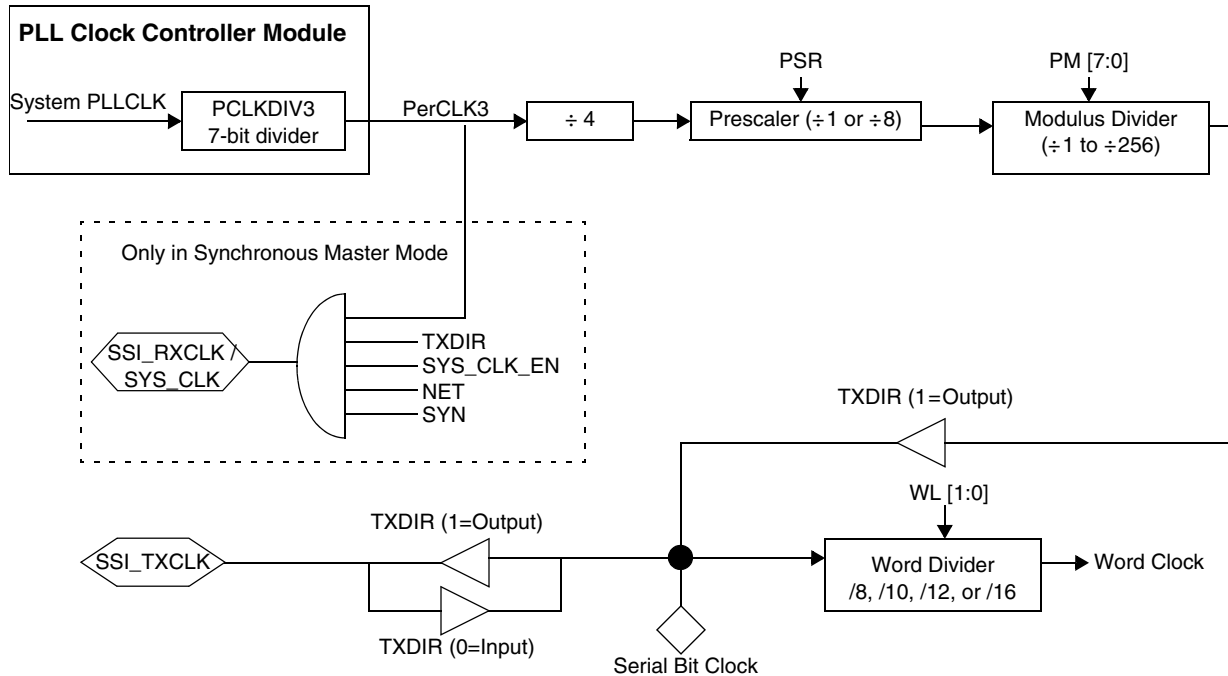 PLL Clock Controller Module
System PLLCLK
PCLKDIV3
7-bit divider
PerCLK3
÷ 4
PSR
Prescaler (÷1 or ÷8)
PM [7:0]
Modulus Divider
(÷1 to ÷256)
Only in Synchronous Master Mode
SSI_RXCLK /
SYS_CLK
TXDIR
SYS_CLK_EN
NET
SYN
TXDIR (1=Output)
WL [1:0]
TXDIR (1=Output)
SSI_TXCLK
Word Divider
/8, /10, /12, or /16
Word Clock
TXDIR (0=Input)
Serial Bit Clock